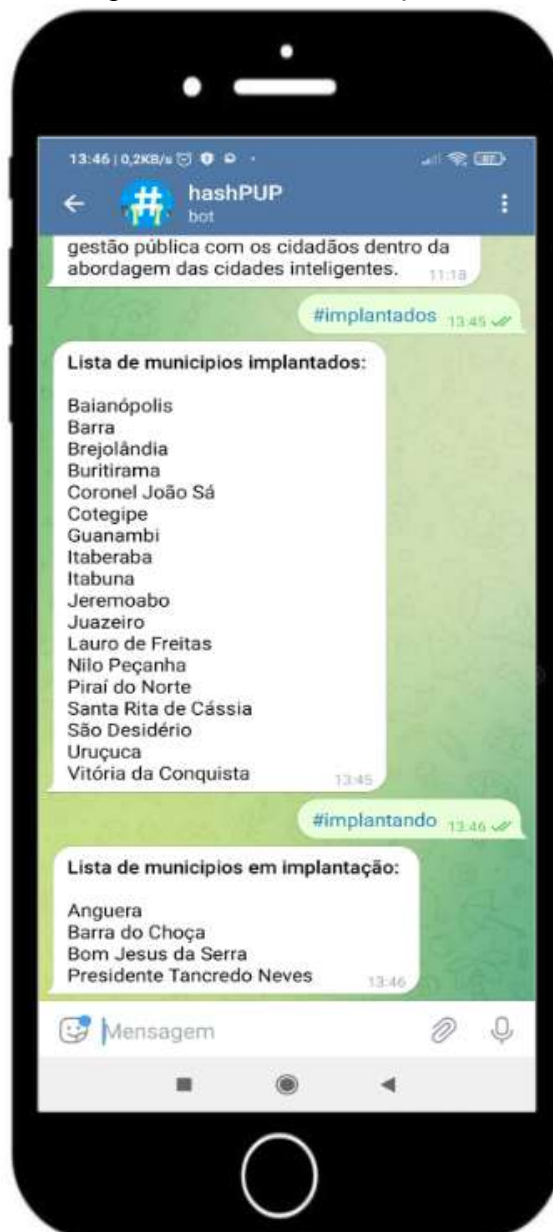 13:46 | 0,2KB/s
87
hashPUP
bot
gestão pública com os cidadãos dentro da
abordagem das cidades inteligentes. 11:18
#implantados 13:45
Lista de municipios implantados:
Baianópolis
Barra
Brejolândia
Buritirama
Coronel João Sá
Cotegipe
Guanambi
Itaberaba
Itabuna
Jeremoabo
Juazeiro
Lauro de Freitas
Nilo Peçanha
Piraí do Norte
Santa Rita de Cássia
São Desidério
Uruçuca
Vitória da Conquista 13:45
#implantando 13:46
Lista de municipios em implantação:
Anguera
Barra do Choça
Bom Jesus da Serra
Presidente Tancredo Neves 13:46
Mensagem